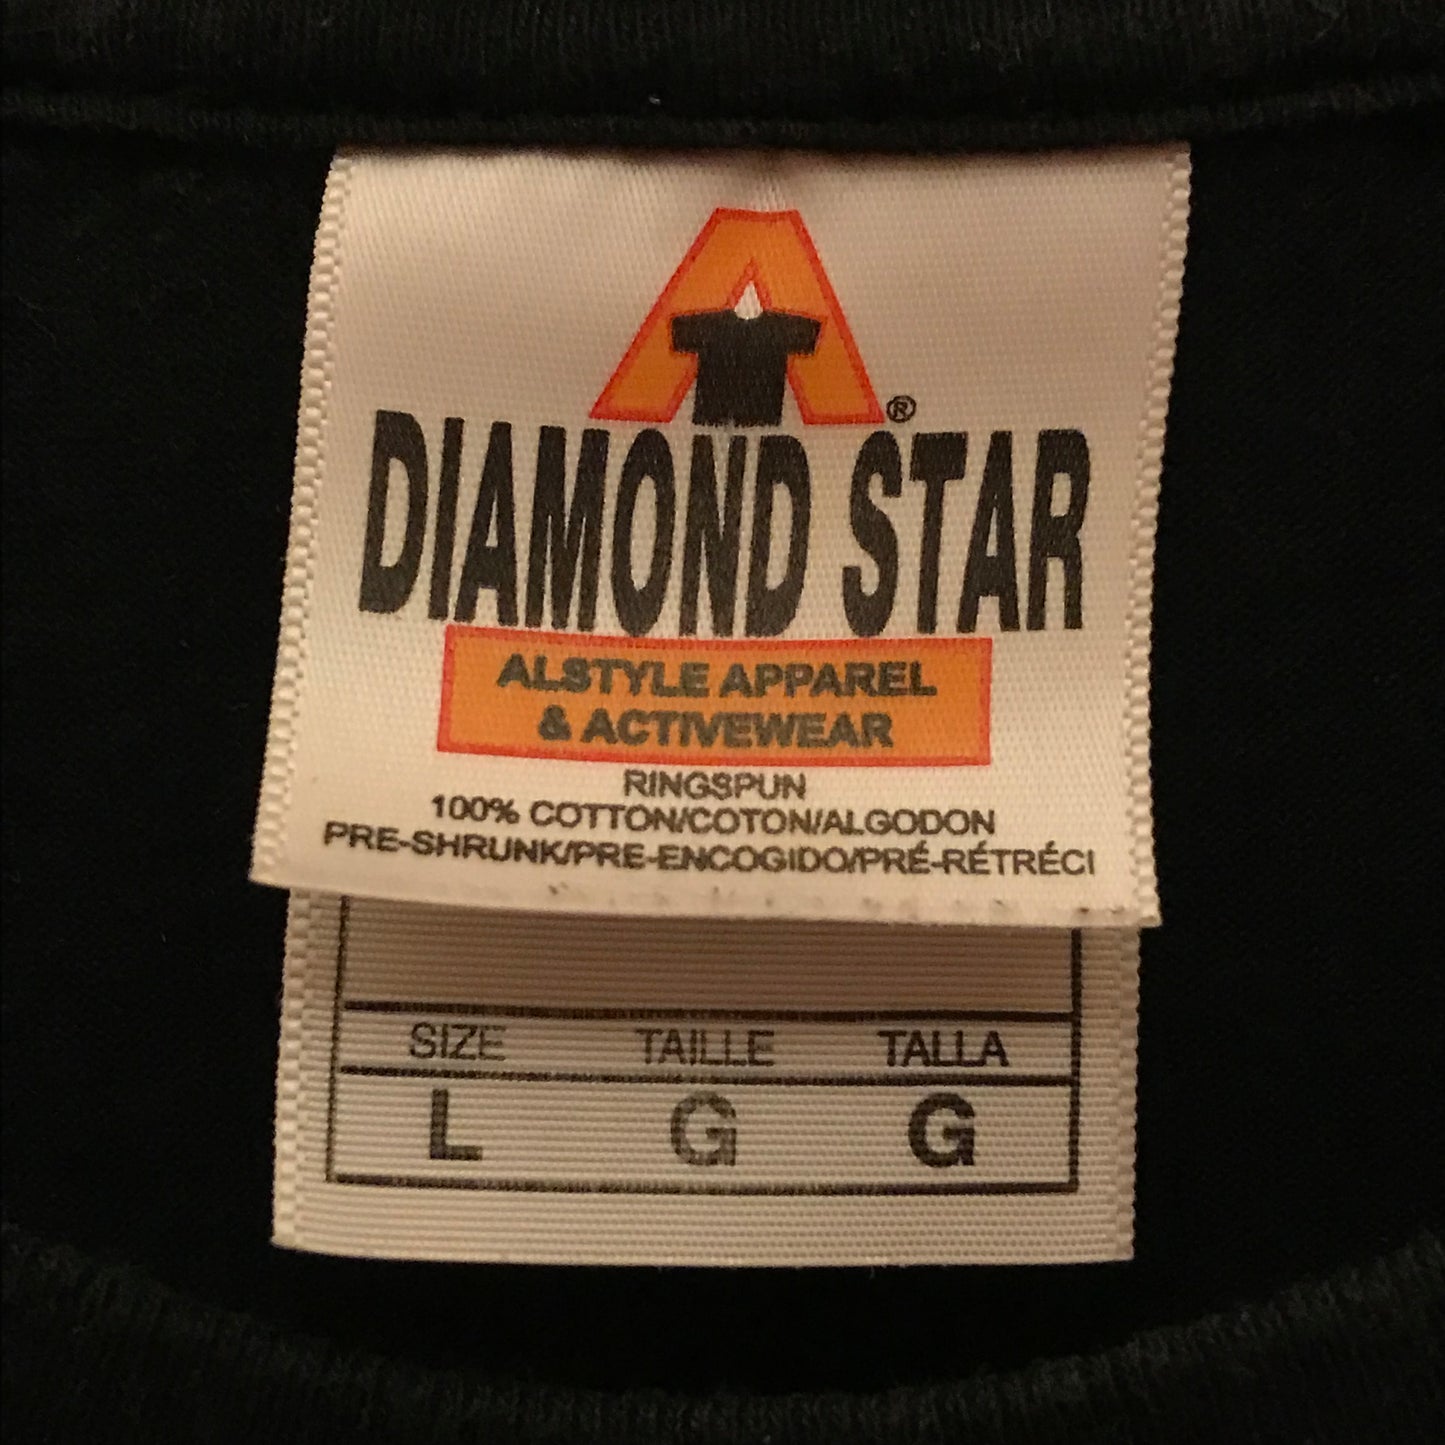 A
®
DIAMOND STAR
ALSTYLE APPAREL
& ACTIVEWEAR
RINGSPUN
100% COTTON/COTON/ALGODON
PRE-SHRUNK/PRE-ENCOGIDO/PRÉ-RÉTRÉCI
SIZE TAILLE TALLA
L G G